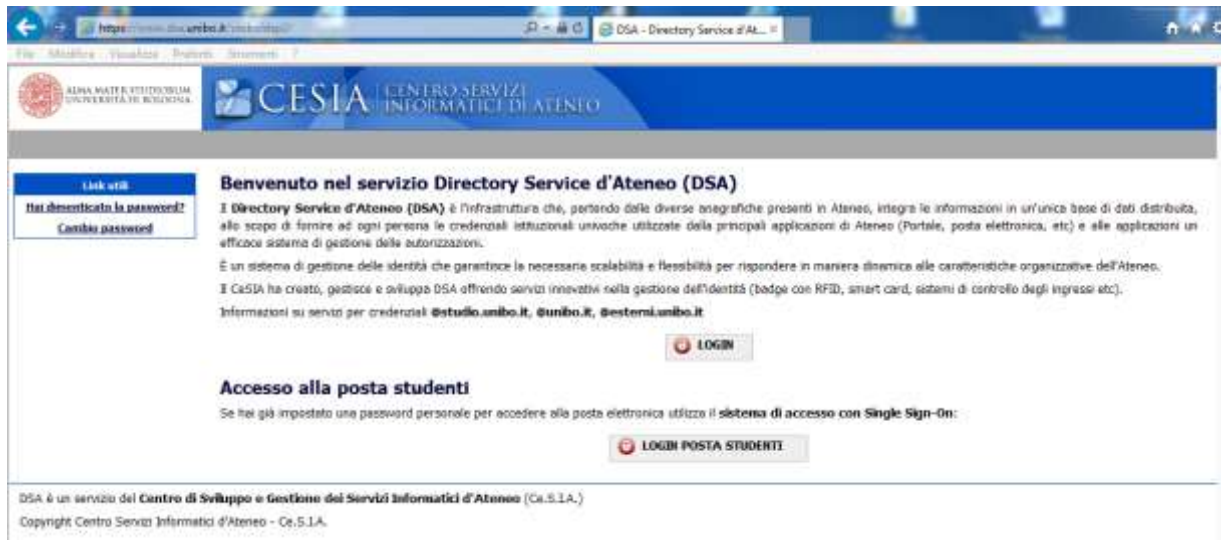 DSA - Directory Service d'At...
File Modifica Visualizza Preferiti Strumenti ?
ALMA MATER STUDIORUM
UNIVERSITÀ DI BOLOGNA
CESIA CENTRO SERVIZI
INFORMATICI DI ATENEO
Link utili
Hai dimenticato la password?
Cambio password
Benvenuto nel servizio Directory Service d'Ateneo (DSA)
Il Directory Service d'Ateneo (DSA) è l'infrastruttura che, partendo dalle diverse anagrafiche presenti in Ateneo, integra le informazioni in un'unica base di dati distribuita,
allo scopo di fornire ad ogni persona le credenziali istituzionali univoche utilizzate dalle principali applicazioni di Ateneo (Portale, posta elettronica, etc) e alle applicazioni un
efficace sistema di gestione delle autorizzazioni.
È un sistema di gestione delle identità che garantisce la necessaria scalabilità e flessibilità per rispondere in maniera dinamica alle caratteristiche organizzative dell'Ateneo.
Il CeSIA ha creato, gestisce e sviluppa DSA offrendo servizi innovativi nella gestione dell'identità (badge con RFID, smart card, sistemi di controllo degli ingressi etc).
Informazioni su servizi per credenziali @studio.unibo.it, @unibo.it, @esterni.unibo.it
LOGIN
Accesso alla posta studenti
Se hai già impostato una password personale per accedere alla posta elettronica utilizza il sistema di accesso con Single Sign-On:
LOGIN POSTA STUDENTI
DSA è un servizio del Centro di Sviluppo e Gestione dei Servizi Informatici d'Ateneo (Ce.S.I.A.)
Copyright Centro Servizi Informatici d'Ateneo - Ce.S.I.A.